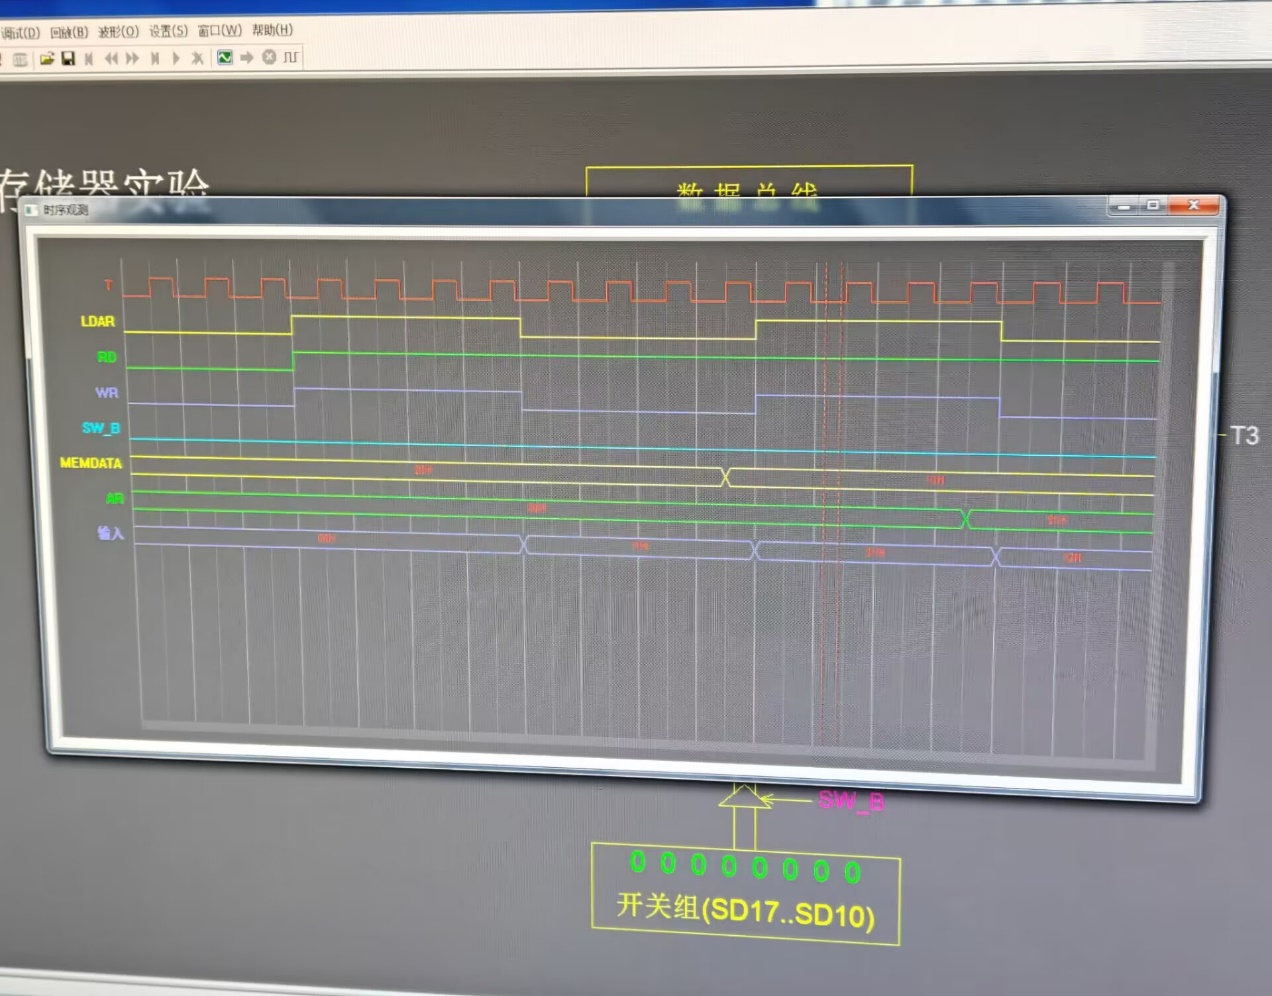 调试(D) 回放(B) 波形(O) 设置(S) 窗口(W) 帮助(H)
存储器实验
数据总线
时序观测
T
LDAR
RD
WR
SW_B
T3
MEMDATA
AR
输入
SW_B
0 0 0 0 0 0 0 0
开关组(SD17..SD10)